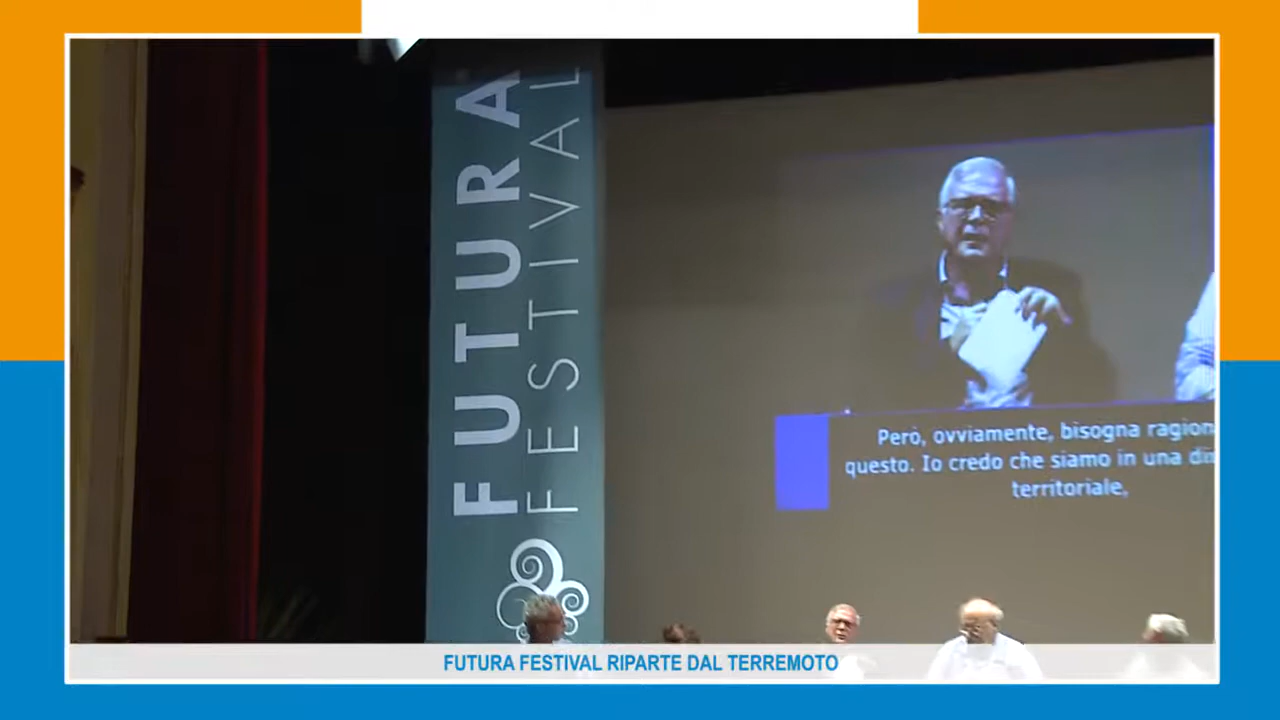 FUTURA
FESTIVAL
Però, ovviamente, bisogna ragion
questo. Io credo che siamo in una
territoriale,
FUTURA FESTIVAL RIPARTE DAL TERREMOTO